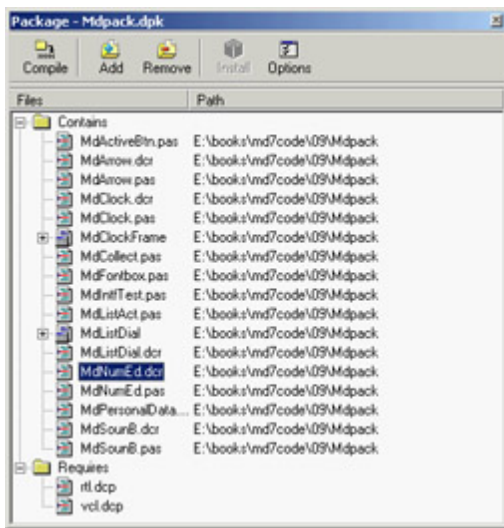 Package - Mdpack.dpk
Compile Add Remove Install Options
Files Path
Contains
MdActiveBtn.pas E:\books\md7code\09\Mdpack
MdArrow.dcr E:\books\md7code\09\Mdpack
MdArrow.pas E:\books\md7code\09\Mdpack
MdClock.dcr E:\books\md7code\09\Mdpack
MdClock.pas E:\books\md7code\09\Mdpack
MdClockFrame E:\books\md7code\09\Mdpack
MdCollect.pas E:\books\md7code\09\Mdpack
MdFontbox.pas E:\books\md7code\09\Mdpack
MdIntfTest.pas E:\books\md7code\09\Mdpack
MdListAct.pas E:\books\md7code\09\Mdpack
MdListDial E:\books\md7code\09\Mdpack
MdListDial.dcr E:\books\md7code\09\Mdpack
MdNumEd.dcr E:\books\md7code\09\Mdpack
MdNumEd.pas E:\books\md7code\09\Mdpack
MdPersonalData.... E:\books\md7code\09\Mdpack
MdSounB.dcr E:\books\md7code\09\Mdpack
MdSounB.pas E:\books\md7code\09\Mdpack
Requires
rtl.dcp
vcl.dcp